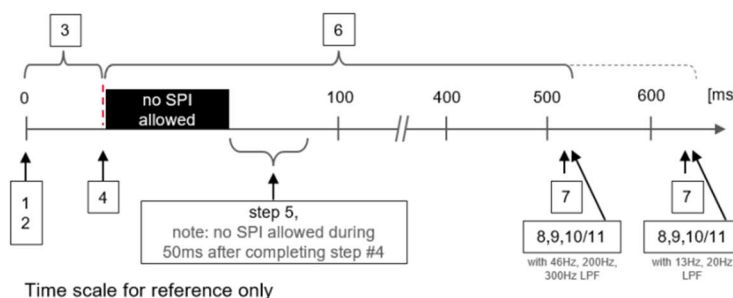 3
6
0
100
400
500
600
[ms]
no SPI
allowed
1
2
4
step 5,
note: no SPI allowed during
50ms after completing step #4
7
8,9,10/11
with 46Hz, 200Hz,
300Hz LPF
7
8,9,10/11
with 13Hz, 20Hz
LPF
Time scale for reference only